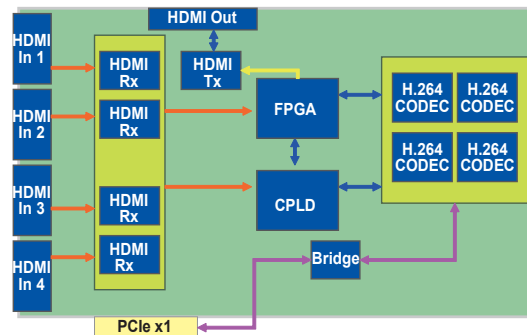 HDMI Out
HDMI
In 1
HDMI
Rx
HDMI
Tx
HDMI
In 2
HDMI
Rx
FPGA
H.264
CODEC
H.264
CODEC
H.264
CODEC
H.264
CODEC
HDMI
In 3
HDMI
Rx
CPLD
HDMI
In 4
HDMI
Rx
Bridge
PCIe x1